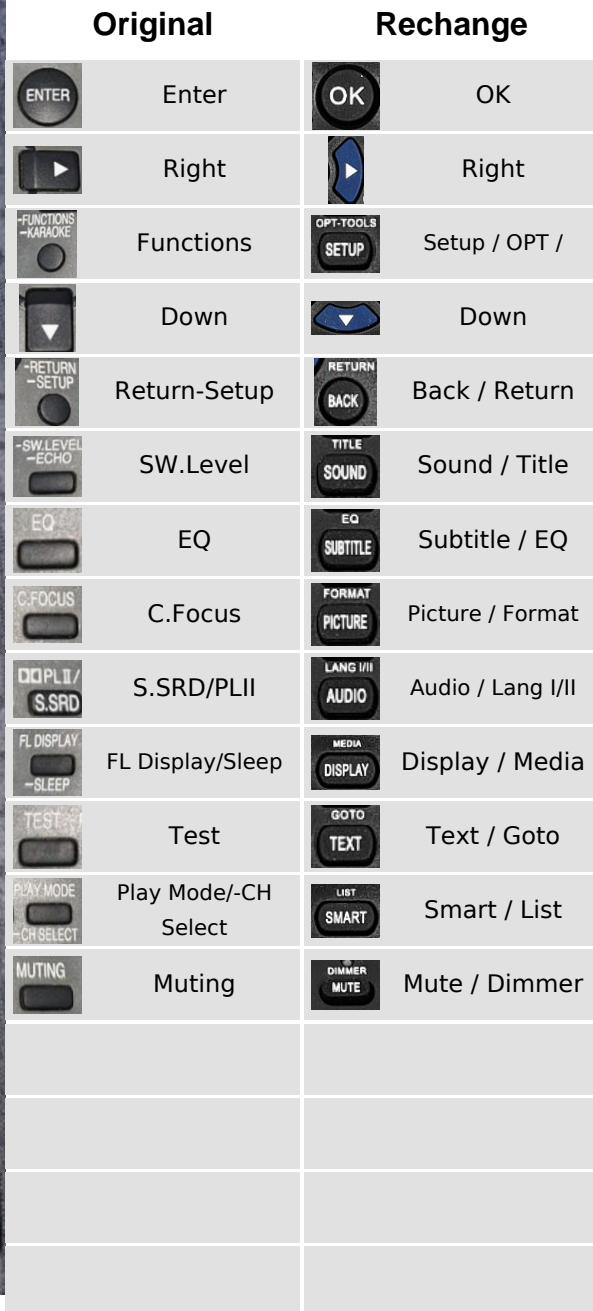 Original Rechange
ENTER Enter OK OK
Right Right
-FUNCTIONS
-KARAOKE
Functions
OPT-TOOLS
SETUP
Setup / OPT /
Down Down
-RETURN
-SETUP
Return-Setup
RETURN
BACK
Back / Return
-SW.LEVEL
-ECHO
SW.Level
TITLE
SOUND
Sound / Title
EQ
EQ
EQ
SUBTITLE
Subtitle / EQ
C.FOCUS
C.Focus
FORMAT
PICTURE
Picture / Format
PLII/
S.SRD
S.SRD/PLII
LANG I/II
AUDIO
Audio / Lang I/II
FL DISPLAY
-SLEEP
FL Display/Sleep
MEDIA
DISPLAY
Display / Media
TEST
Test
GOTO
TEXT
Text / Goto
PLAY MODE
-CH SELECT
Play Mode/-CH
Select
LIST
SMART
Smart / List
MUTING
Muting
DIMMER
MUTE
Mute / Dimmer